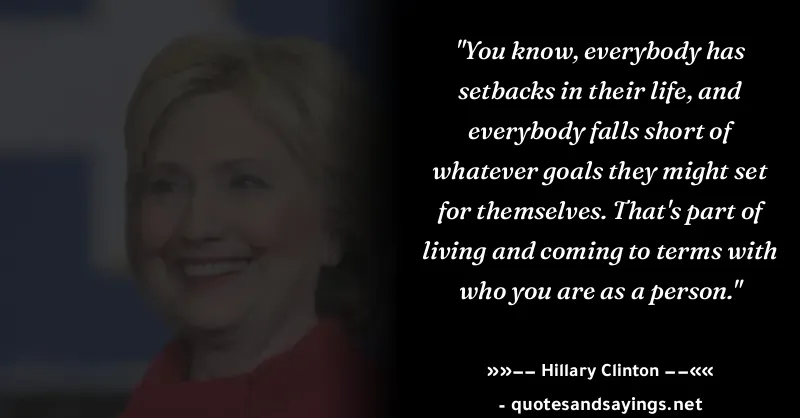 "You know, everybody has
setbacks in their life, and
everybody falls short of
whatever goals they might set
for themselves. That's part of
living and coming to terms with
who you are as a person."
»»–– Hillary Clinton ––««
- quotesandsayings.net